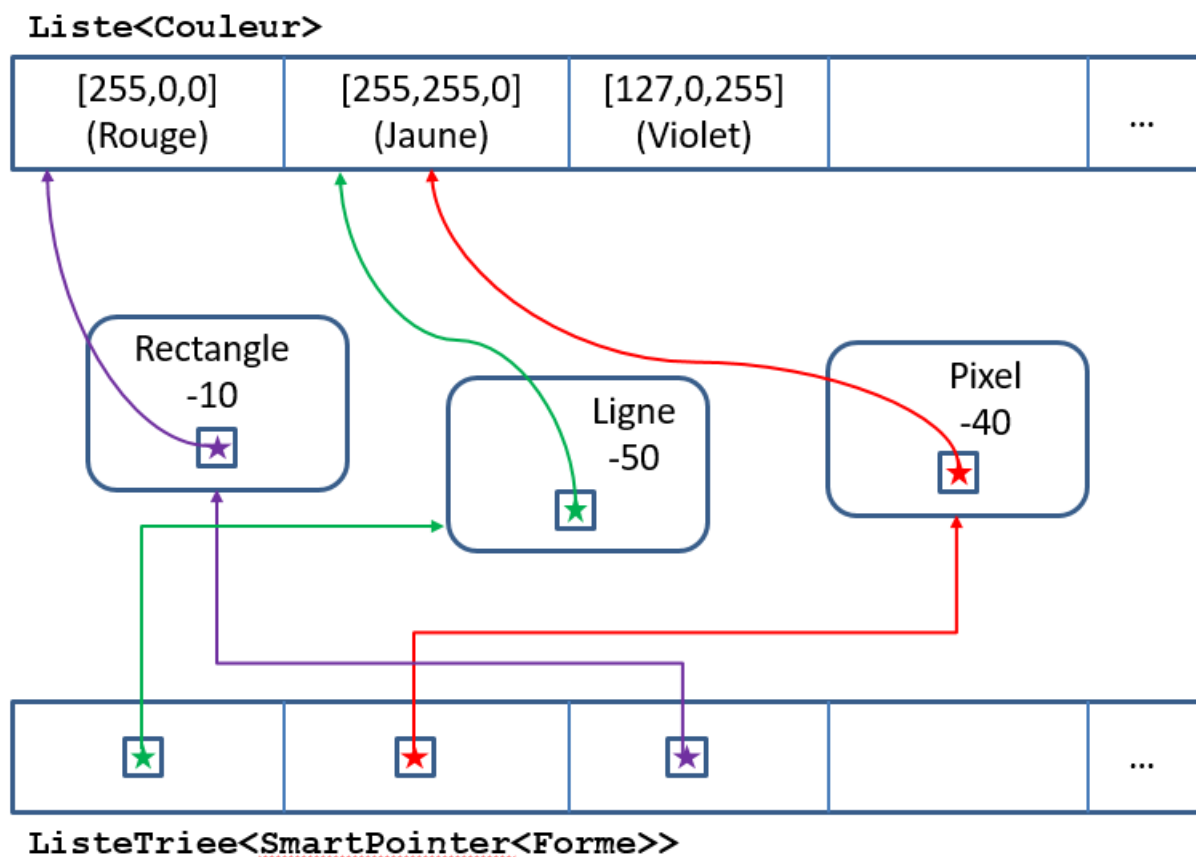 Liste<Couleur>
[255,0,0] [255,255,0] [127,0,255]
(Rouge) (Jaune) (Violet) ...
Rectangle
-10
Ligne
-50
Pixel
-40
...
ListeTriee<SmartPointer<Forme>>